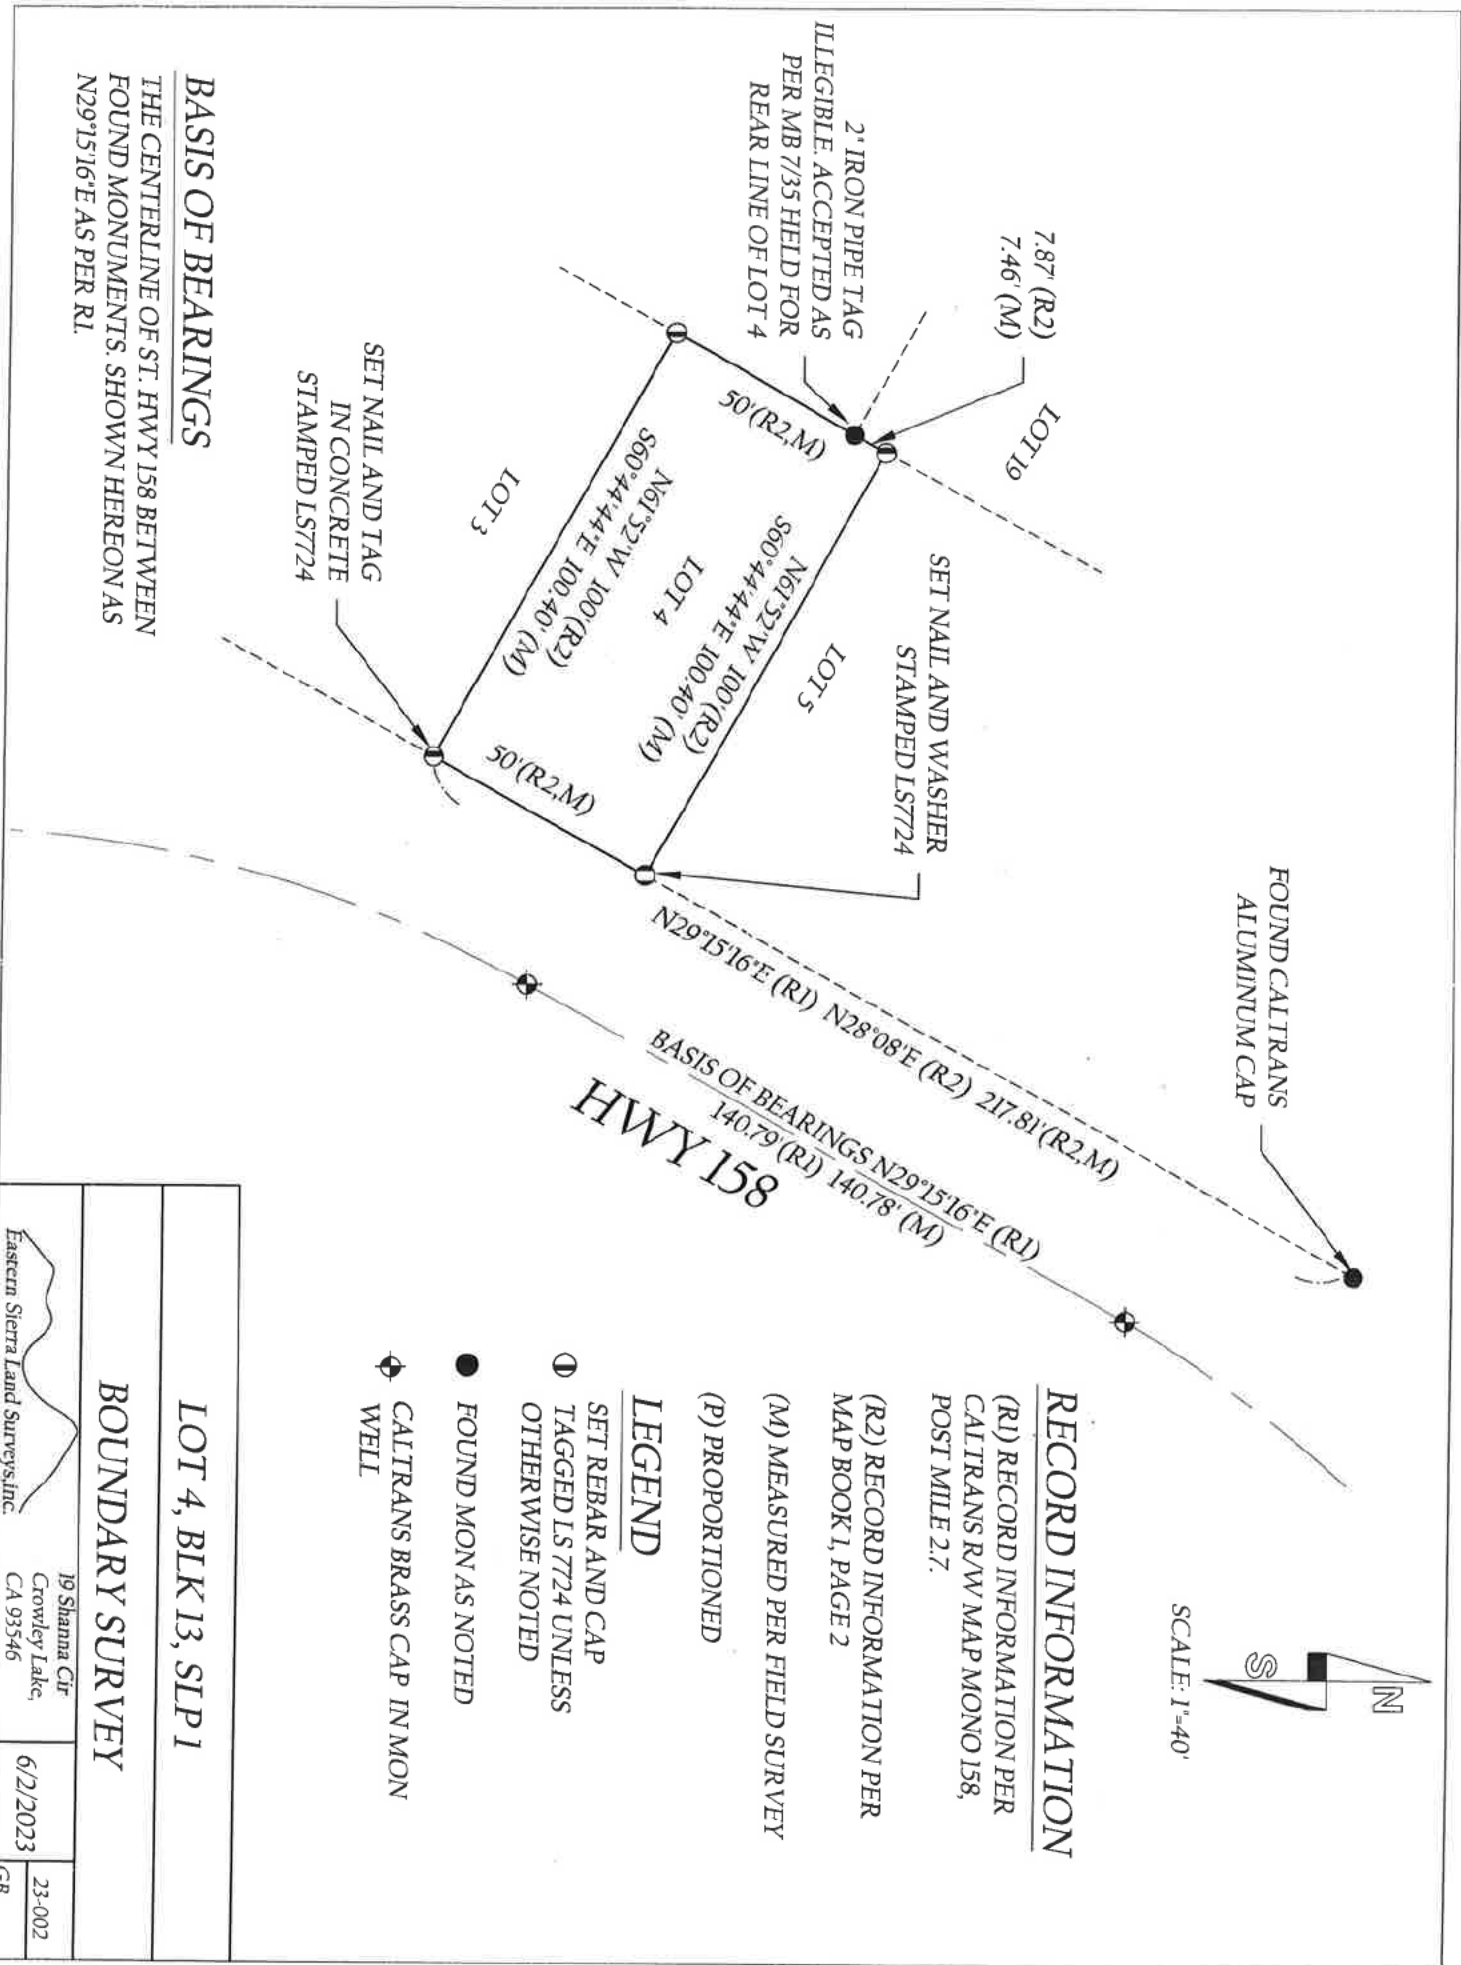 7.87' (R2)
7.46' (M)
2" IRON PIPE TAG
ILLEGIBLE. ACCEPTED AS
PER MB 7/35 HELD FOR
REAR LINE OF LOT 4
LOT 19
50'(R2,M)
SET NAIL AND WASHER
STAMPED LS7724
LOT 5
N61°52'W 100'(R2)
S60°44'44"E 100.40' (M)
LOT 4
N61°52'W 100'(R2)
S60°44'44"E 100.40' (M)
LOT 3
50'(R2,M)
SET NAIL AND TAG
IN CONCRETE
STAMPED LS7724
FOUND CALTRANS
ALUMINUM CAP
N29°15'16"E (R1) N28°08'E (R2) 217.81'(R2,M)
BASIS OF BEARINGS N29°15'16"E (R1)
140.79'(R1) 140.78' (M)
HWY 158
BASIS OF BEARINGS
THE CENTERLINE OF ST. HWY 158 BETWEEN
FOUND MONUMENTS. SHOWN HEREON AS
N29°15'16"E AS PER R1.
N
S
SCALE: 1"=40'
RECORD INFORMATION
(R1) RECORD INFORMATION PER
CALTRANS R/W MAP MONO 158,
POST MILE 2.7.
(R2) RECORD INFORMATION PER
MAP BOOK 1, PAGE 2
(M) MEASURED PER FIELD SURVEY
(P) PROPORTIONED
LEGEND
SET REBAR AND CAP
TAGGED LS 7724 UNLESS
OTHERWISE NOTED
FOUND MON AS NOTED
CALTRANS BRASS CAP IN MON
WELL
LOT 4, BLK 13, SLP 1
BOUNDARY SURVEY
Eastern Sierra Land Surveys,inc.
19 Shanna Cir
Crowley Lake,
CA 93546
6/2/2023
23-002